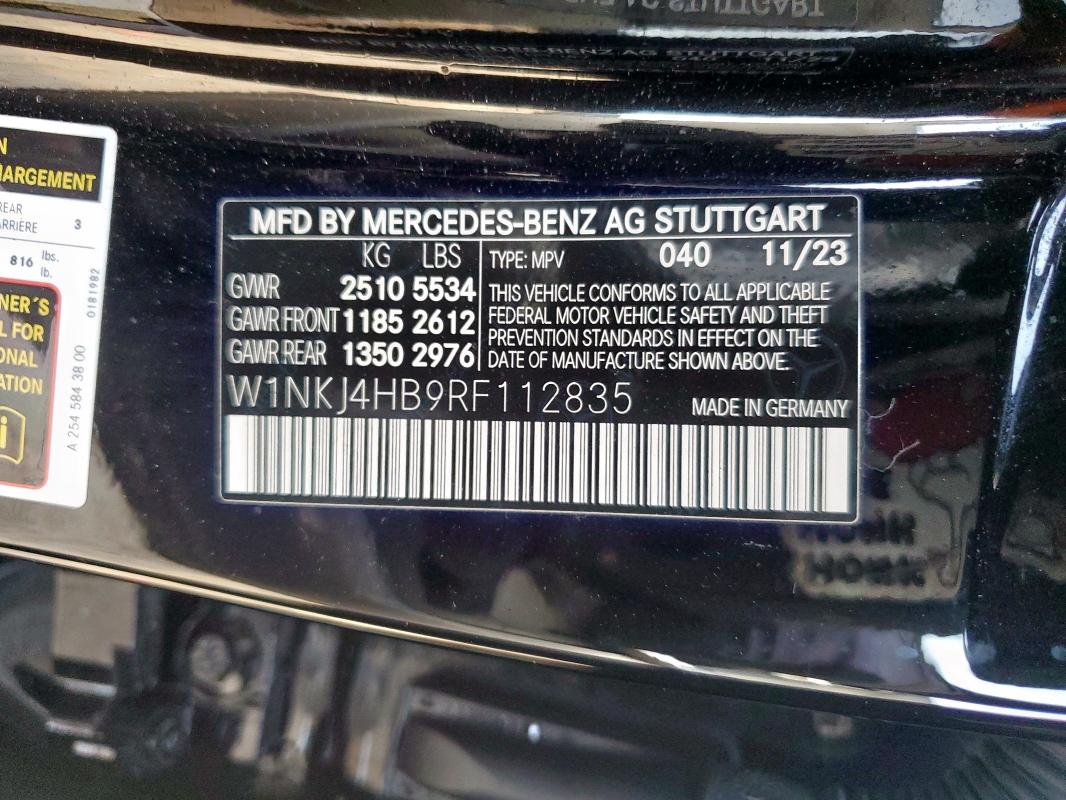 N
HARGEMENT
REAR
ARRIÈRE 3
816 lbs.
lb.
NER´S
L FOR
ONAL
ATION
i
0181982
A 254 584 38 00
MFD BY MERCEDES-BENZ AG STUTTGART
KG LBS
GVWR 2510 5534
GAWR FRONT 1185 2612
GAWR REAR 1350 2976
TYPE: MPV 040 11/23
THIS VEHICLE CONFORMS TO ALL APPLICABLE
FEDERAL MOTOR VEHICLE SAFETY AND THEFT
PREVENTION STANDARDS IN EFFECT ON THE
DATE OF MANUFACTURE SHOWN ABOVE.
W1NKJ4HB9RF112835
MADE IN GERMANY